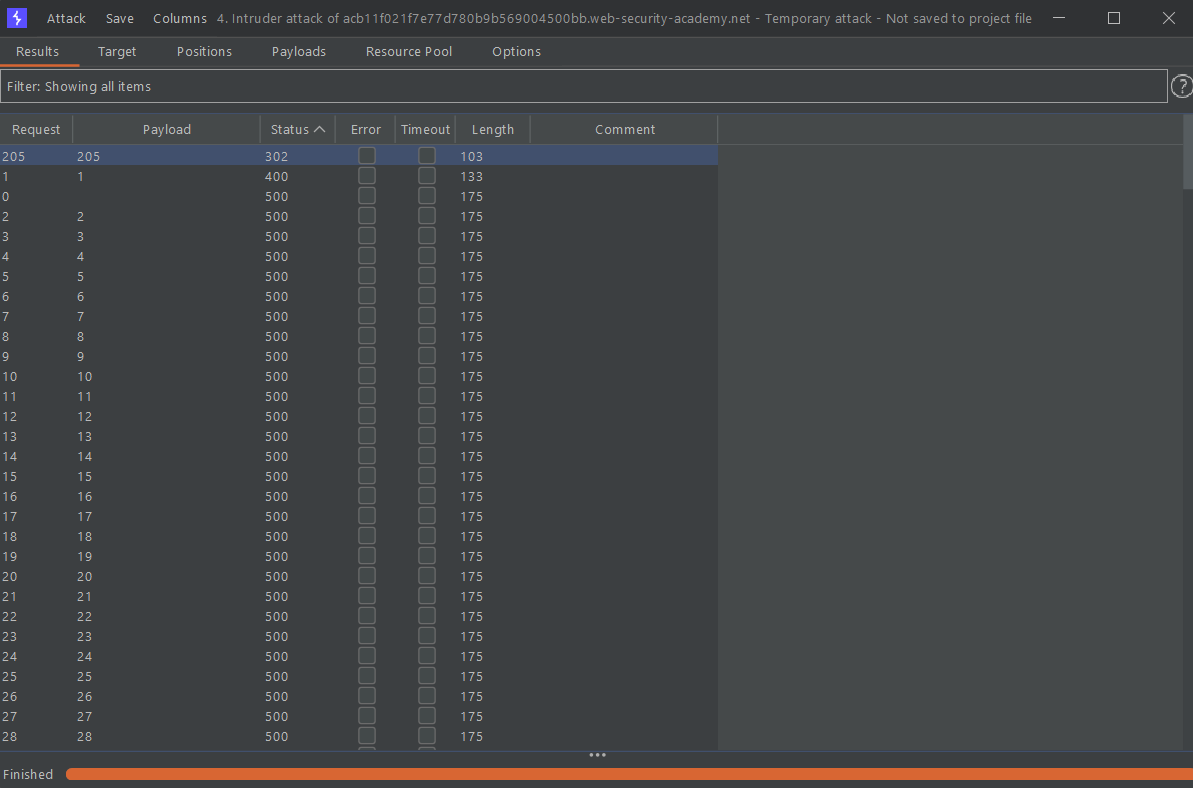 Attack Save Columns 4. Intruder attack of acb11f021f7e77d780b9b569004500bb.web-security-academy.net - Temporary attack - Not saved to project file
Results Target Positions Payloads Resource Pool Options
Filter: Showing all items
?
Request Payload Status Error Timeout Length Comment
205 205 302 103
1 1 400 133
0 500 175
2 2 500 175
3 3 500 175
4 4 500 175
5 5 500 175
6 6 500 175
7 7 500 175
8 8 500 175
9 9 500 175
10 10 500 175
11 11 500 175
12 12 500 175
13 13 500 175
14 14 500 175
15 15 500 175
16 16 500 175
17 17 500 175
18 18 500 175
19 19 500 175
20 20 500 175
21 21 500 175
22 22 500 175
23 23 500 175
24 24 500 175
25 25 500 175
26 26 500 175
27 27 500 175
28 28 500 175
Finished